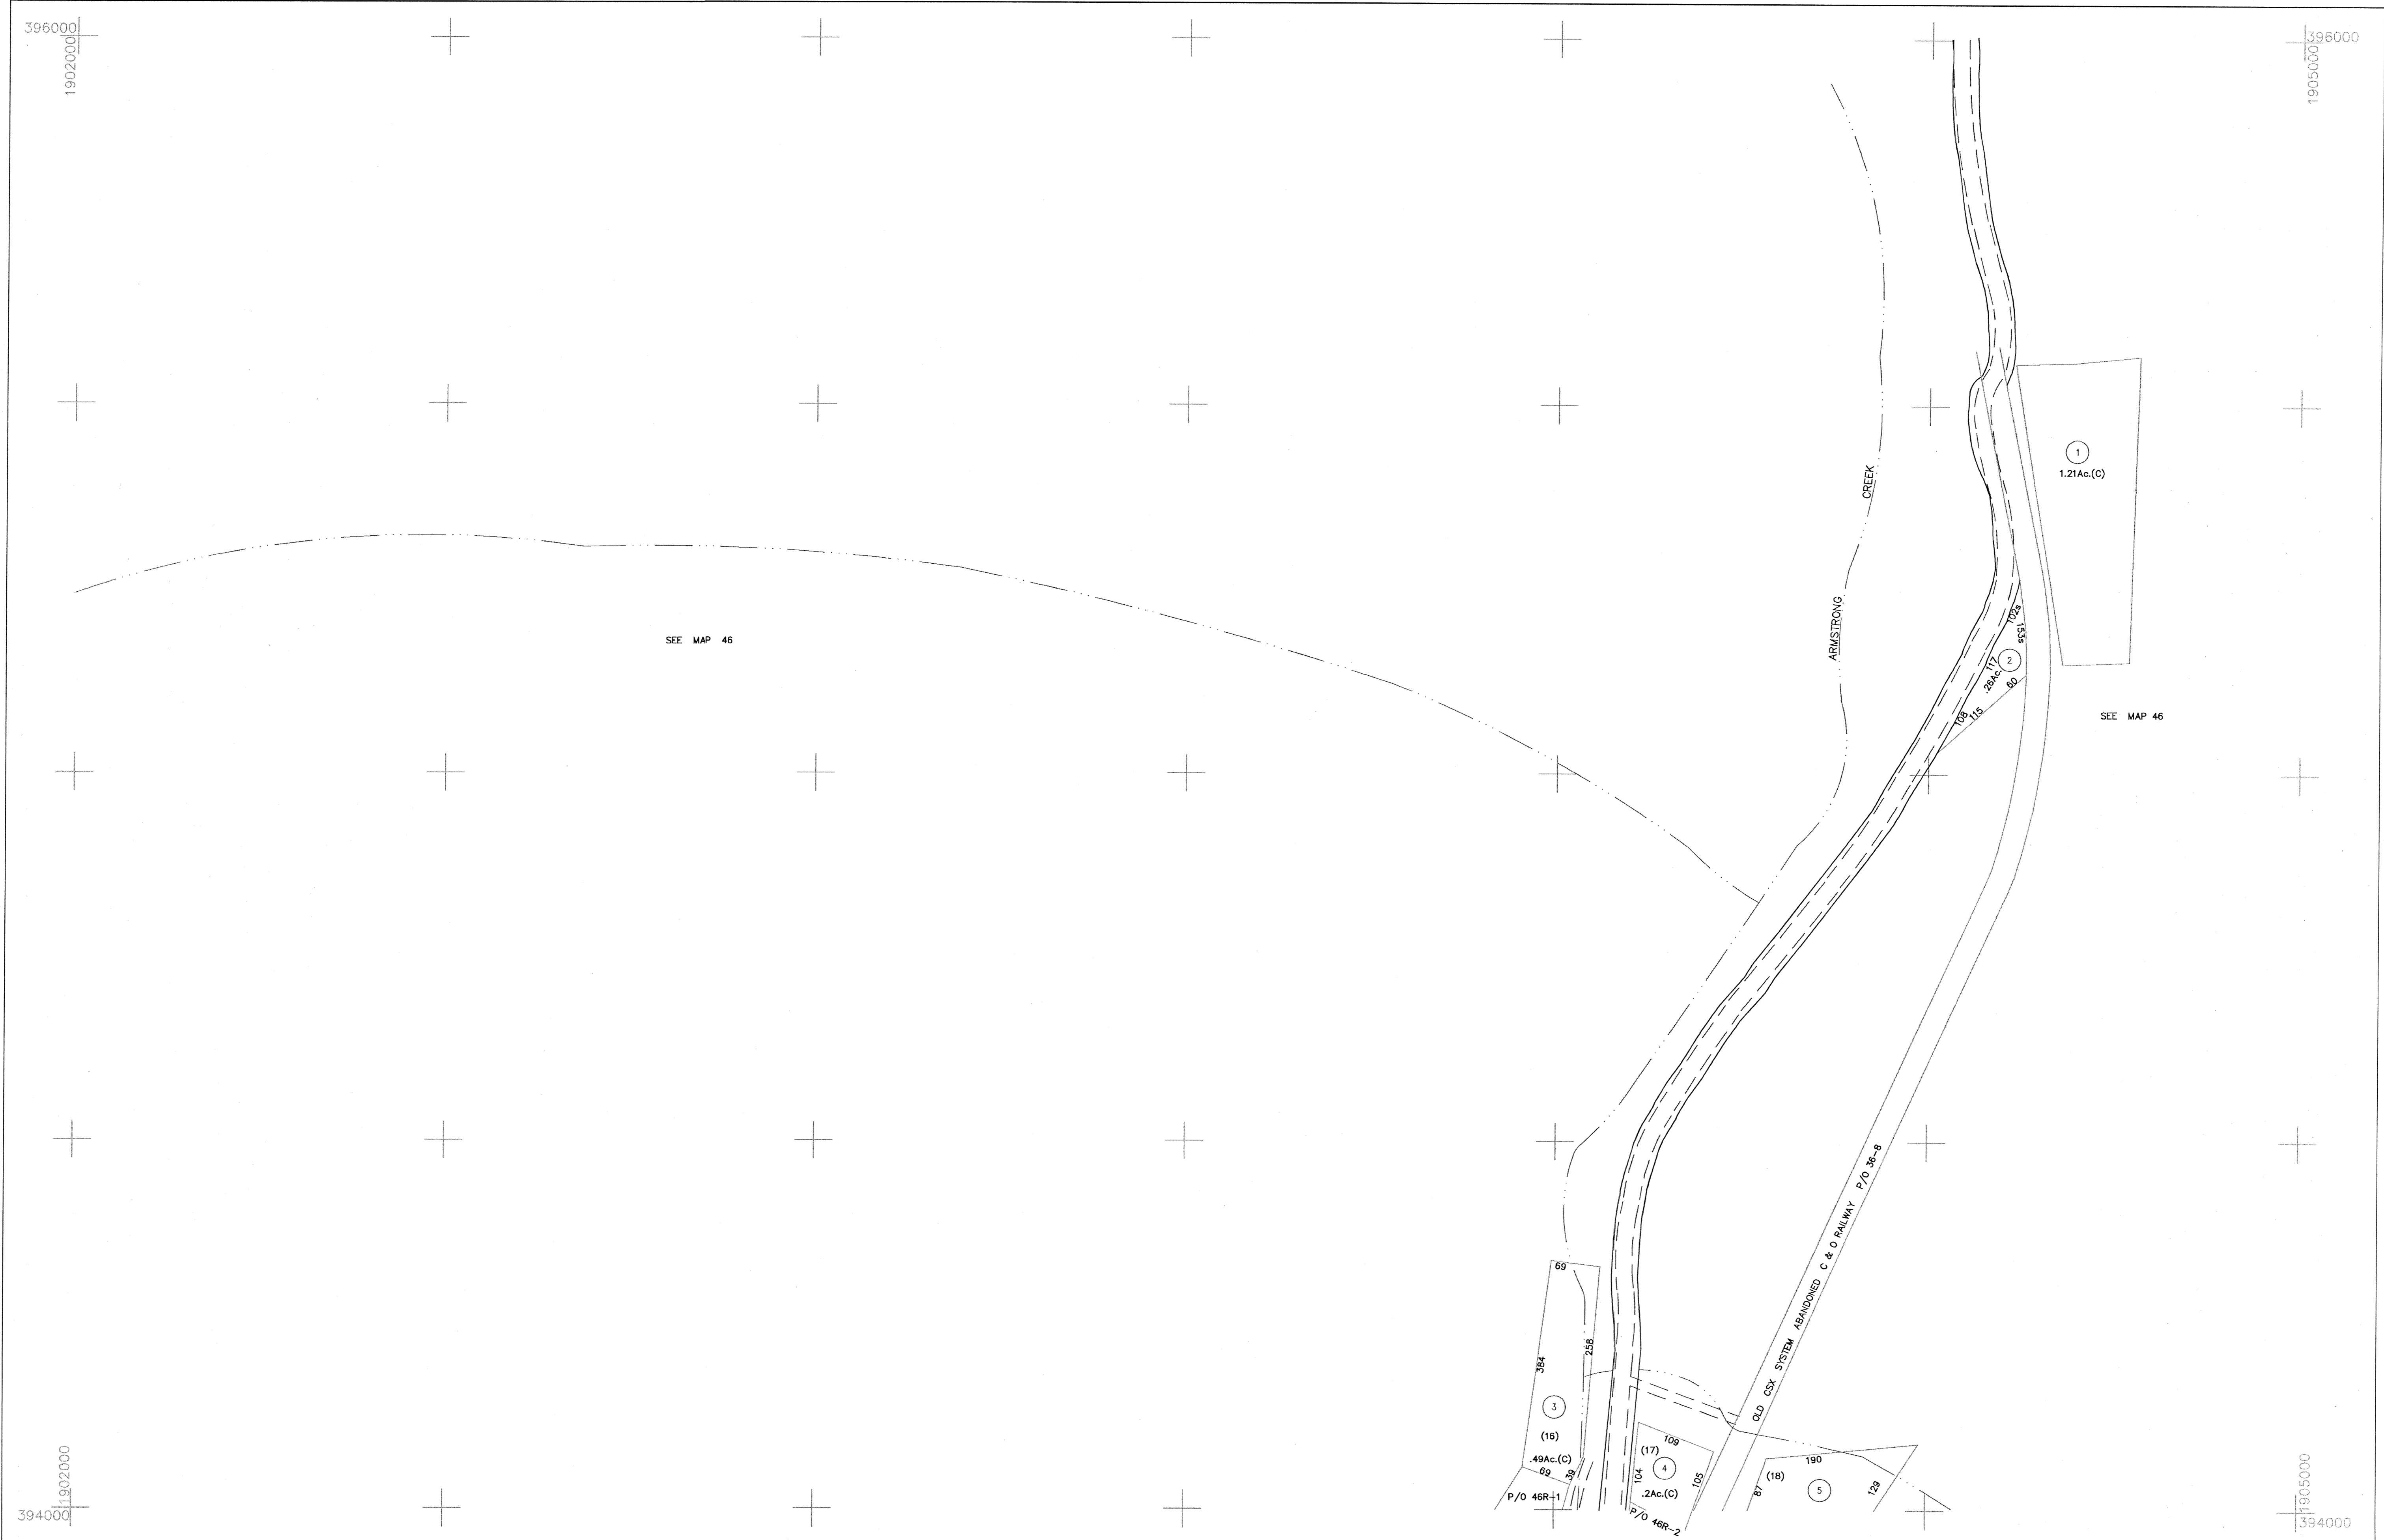 396000
1902000
396000
1905000
1
1.21Ac.(C)
CREEK
ARMSTRONG
SEE MAP 46
102s
153s
2
117
.26Ac.
60
108
115
SEE MAP 46
OLD CSX SYSTEM ABANDONED C & O RAILWAY P/O 36-8
69
384
258
3
(16)
.49Ac.(C)
69
39
P/O 46R-1
109
(17)
4
104
.2Ac.(C)
105
P/O 46R-2
190
(18)
87
5
129
1902000
394000
1905000
394000